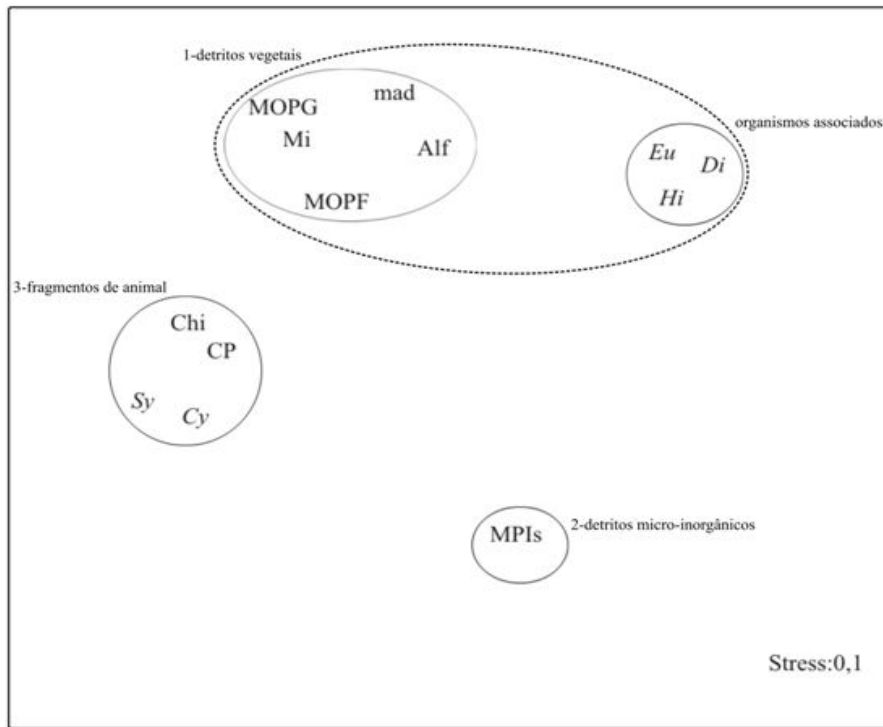 1-detritos vegetais
mad
MOPG
Mi
Alf
MOPF
organismos associados
Eu
Di
Hi
3-fragmentos de animal
Chi
CP
Sy
Cy
MPIs
2-detritos micro-inorgânicos
Stress:0,1